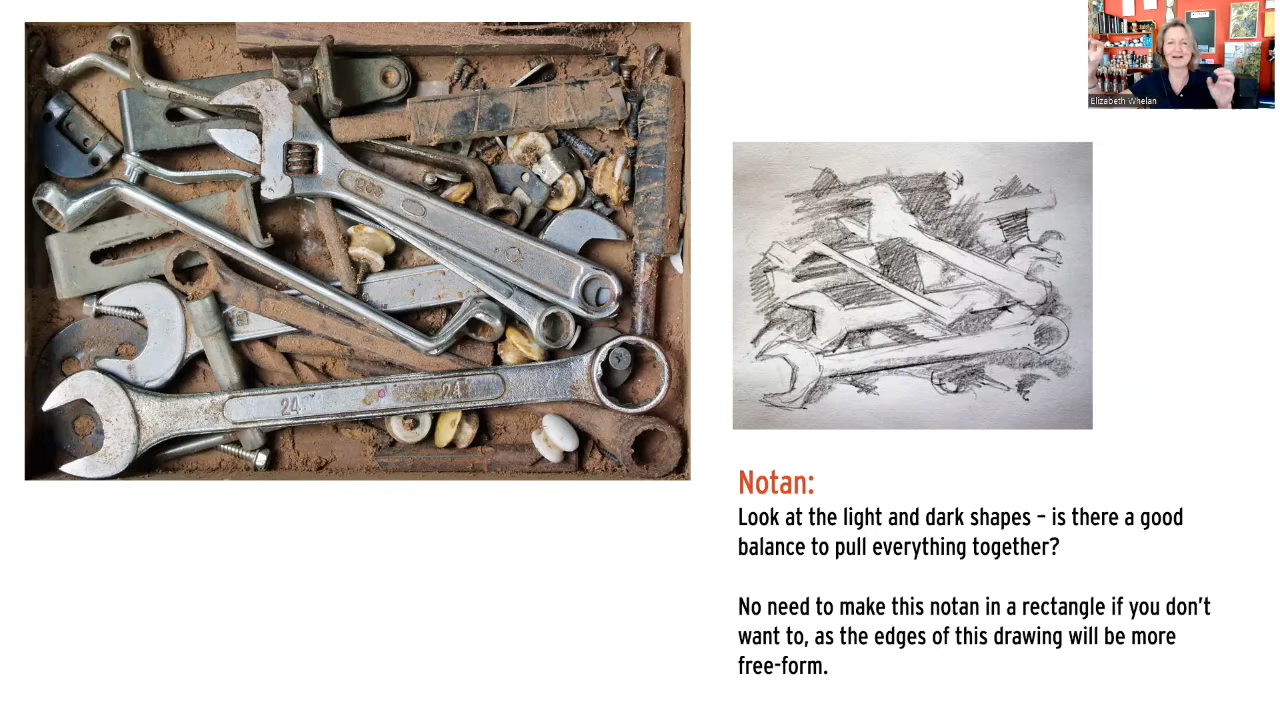 Elizabeth Whelan
24
24
Notan:
Look at the light and dark shapes – is there a good
balance to pull everything together?
No need to make this notan in a rectangle if you don't
want to, as the edges of this drawing will be more
free-form.